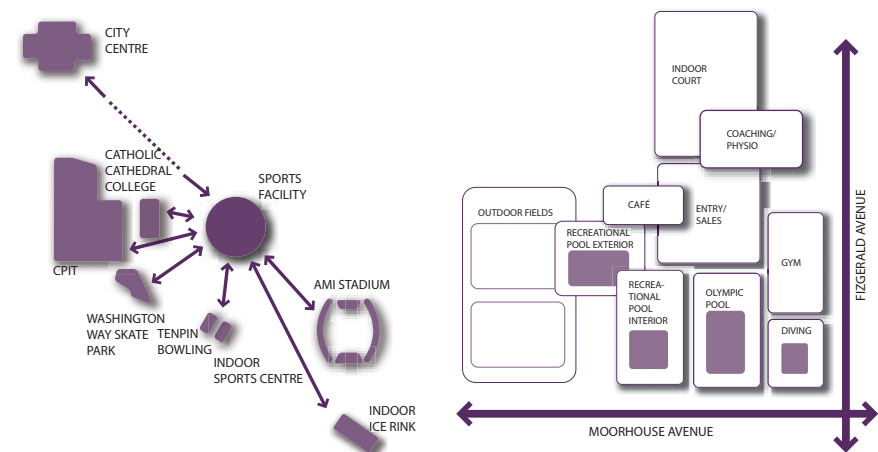 CITY
CENTRE
CATHOLIC
CATHEDRAL
COLLEGE
SPORTS
FACILITY
CPIT
WASHINGTON
WAY SKATE
PARK
TENPIN
BOWLING
INDOOR
SPORTS CENTRE
AMI STADIUM
INDOOR
ICE RINK
INDOOR
COURT
COACHING/
PHYSIO
CAFÉ
ENTRY/
SALES
OUTDOOR FIELDS
RECREATIONAL
POOL EXTERIOR
GYM
RECREA-
TIONAL
POOL
INTERIOR
OLYMPIC
POOL
DIVING
FIZGERALD AVENUE
MOORHOUSE AVENUE